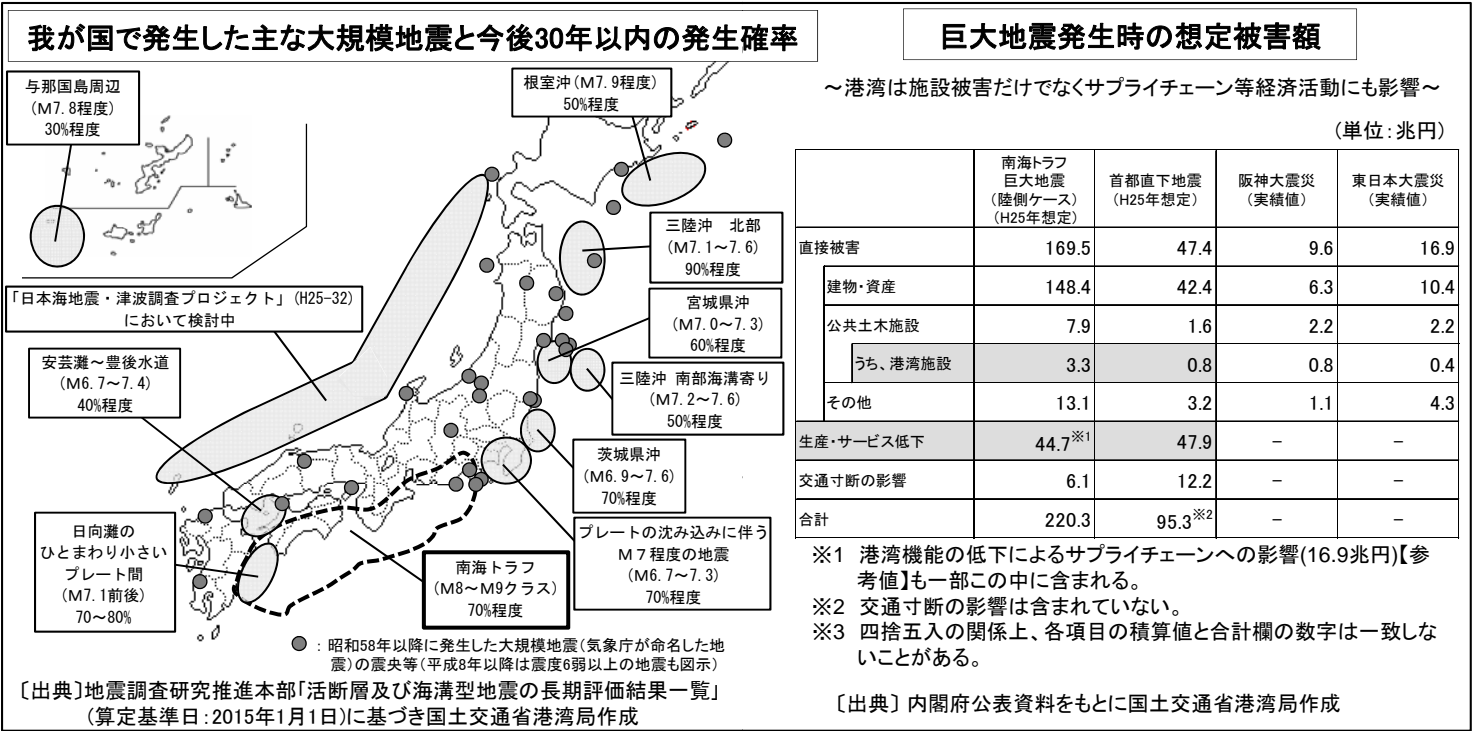 我が国で発生した主な大規模地震と今後30年以内の発生確率
与那国島周辺
(M7.8程度)
30%程度
根室沖(M7.9程度)
50%程度
三陸沖 北部
(M7.1～7.6)
90%程度
「日本海地震・津波調査プロジェクト」(H25-32)
において検討中
宮城県沖
(M7.0～7.3)
60%程度
安芸灘～豊後水道
(M6.7～7.4)
40%程度
三陸沖 南部海溝寄り
(M7.2～7.6)
50%程度
茨城県沖
(M6.9～7.6)
70%程度
日向灘の
ひとまわり小さい
プレート間
(M7.1前後)
70～80%
南海トラフ
(M8～M9クラス)
70%程度
プレートの沈み込みに伴う
M7程度の地震
(M6.7～7.3)
70%程度
：昭和58年以降に発生した大規模地震(気象庁が命名した地
震)の震央等(平成8年以降は震度6弱以上の地震も図示)
〔出典〕地震調査研究推進本部「活断層及び海溝型地震の長期評価結果一覧」
(算定基準日：2015年1月1日)に基づき国土交通省港湾局作成
巨大地震発生時の想定被害額
～港湾は施設被害だけでなくサプライチェーン等経済活動にも影響～
(単位：兆円)
南海トラフ
巨大地震
(陸側ケース)
(H25年想定)
首都直下地震
(H25年想定)
阪神大震災
(実績値)
東日本大震災
(実績値)
直接被害 169.5 47.4 9.6 16.9
建物・資産 148.4 42.4 6.3 10.4
公共土木施設 7.9 1.6 2.2 2.2
うち、港湾施設 3.3 0.8 0.8 0.4
その他 13.1 3.2 1.1 4.3
生産・サービス低下 44.7※1 47.9 － －
交通寸断の影響 6.1 12.2 － －
合計 220.3 95.3※2 － －
※1 港湾機能の低下によるサプライチェーンへの影響(16.9兆円)【参
考値】も一部この中に含まれる。
※2 交通寸断の影響は含まれていない。
※3 四捨五入の関係上、各項目の積算値と合計欄の数字は一致しな
いことがある。
〔出典〕内閣府公表資料をもとに国土交通省港湾局作成